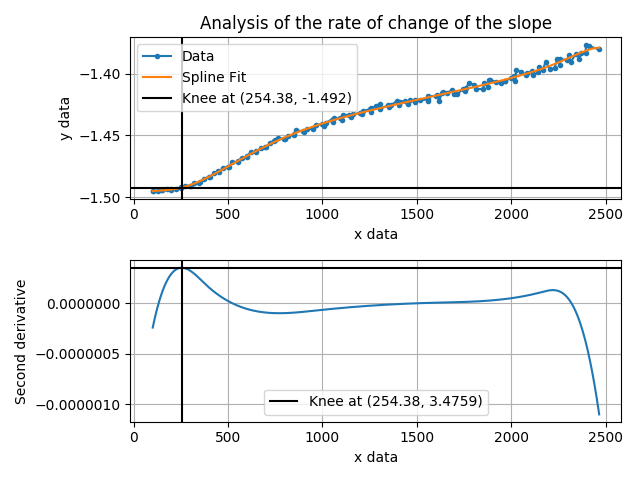 Analysis of the rate of change of the slope
Data
Spline Fit
Knee at (254.38, -1.492)
y data
−1.40
−1.45
−1.50
0 500 1000 1500 2000 2500
x data
Second derivative
0.0000000
−0.0000005
−0.0000010
Knee at (254.38, 3.4759)
0 500 1000 1500 2000 2500
x data